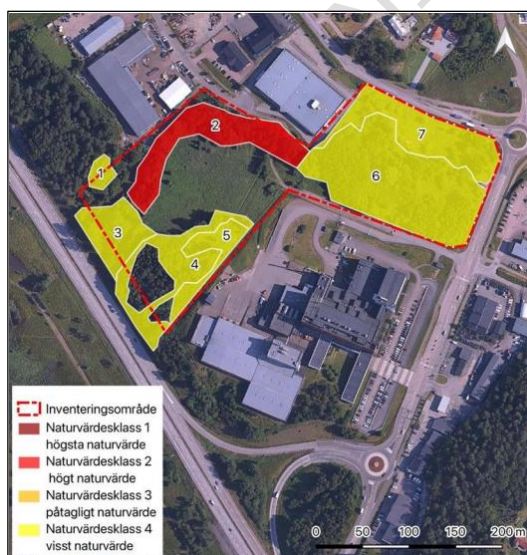 7
2
1
6
3
5
4
Inventeringsområde
Naturvärdesklass 1
högsta naturvärde
Naturvärdesklass 2
högt naturvärde
Naturvärdesklass 3
påtagligt naturvärde
Naturvärdesklass 4
visst naturvärde
0 50 100 150 200 m